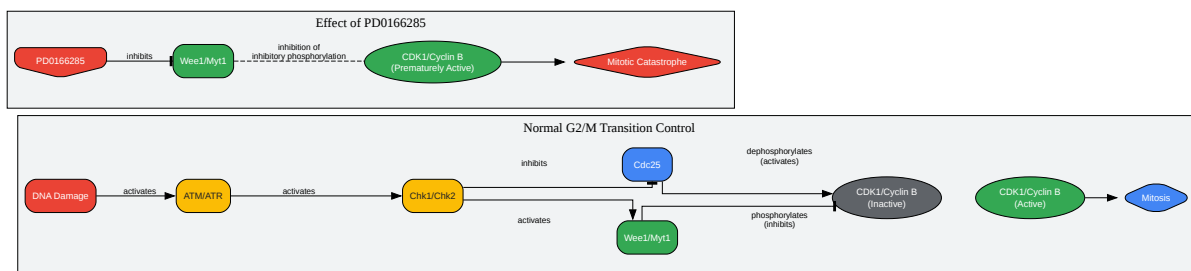 Effect of PD0166285
PD0166285
inhibits
Wee1/Myt1
inhibition of
inhibitory phosphorylation
CDK1/Cyclin B
(Prematurely Active)
Mitotic Catastrophe
Normal G2/M Transition Control
DNA Damage
activates
ATM/ATR
activates
Chk1/Chk2
inhibits
activates
Cdc25
Wee1/Myt1
dephosphorylates
(activates)
phosphorylates
(inhibits)
CDK1/Cyclin B
(Inactive)
CDK1/Cyclin B
(Active)
Mitosis